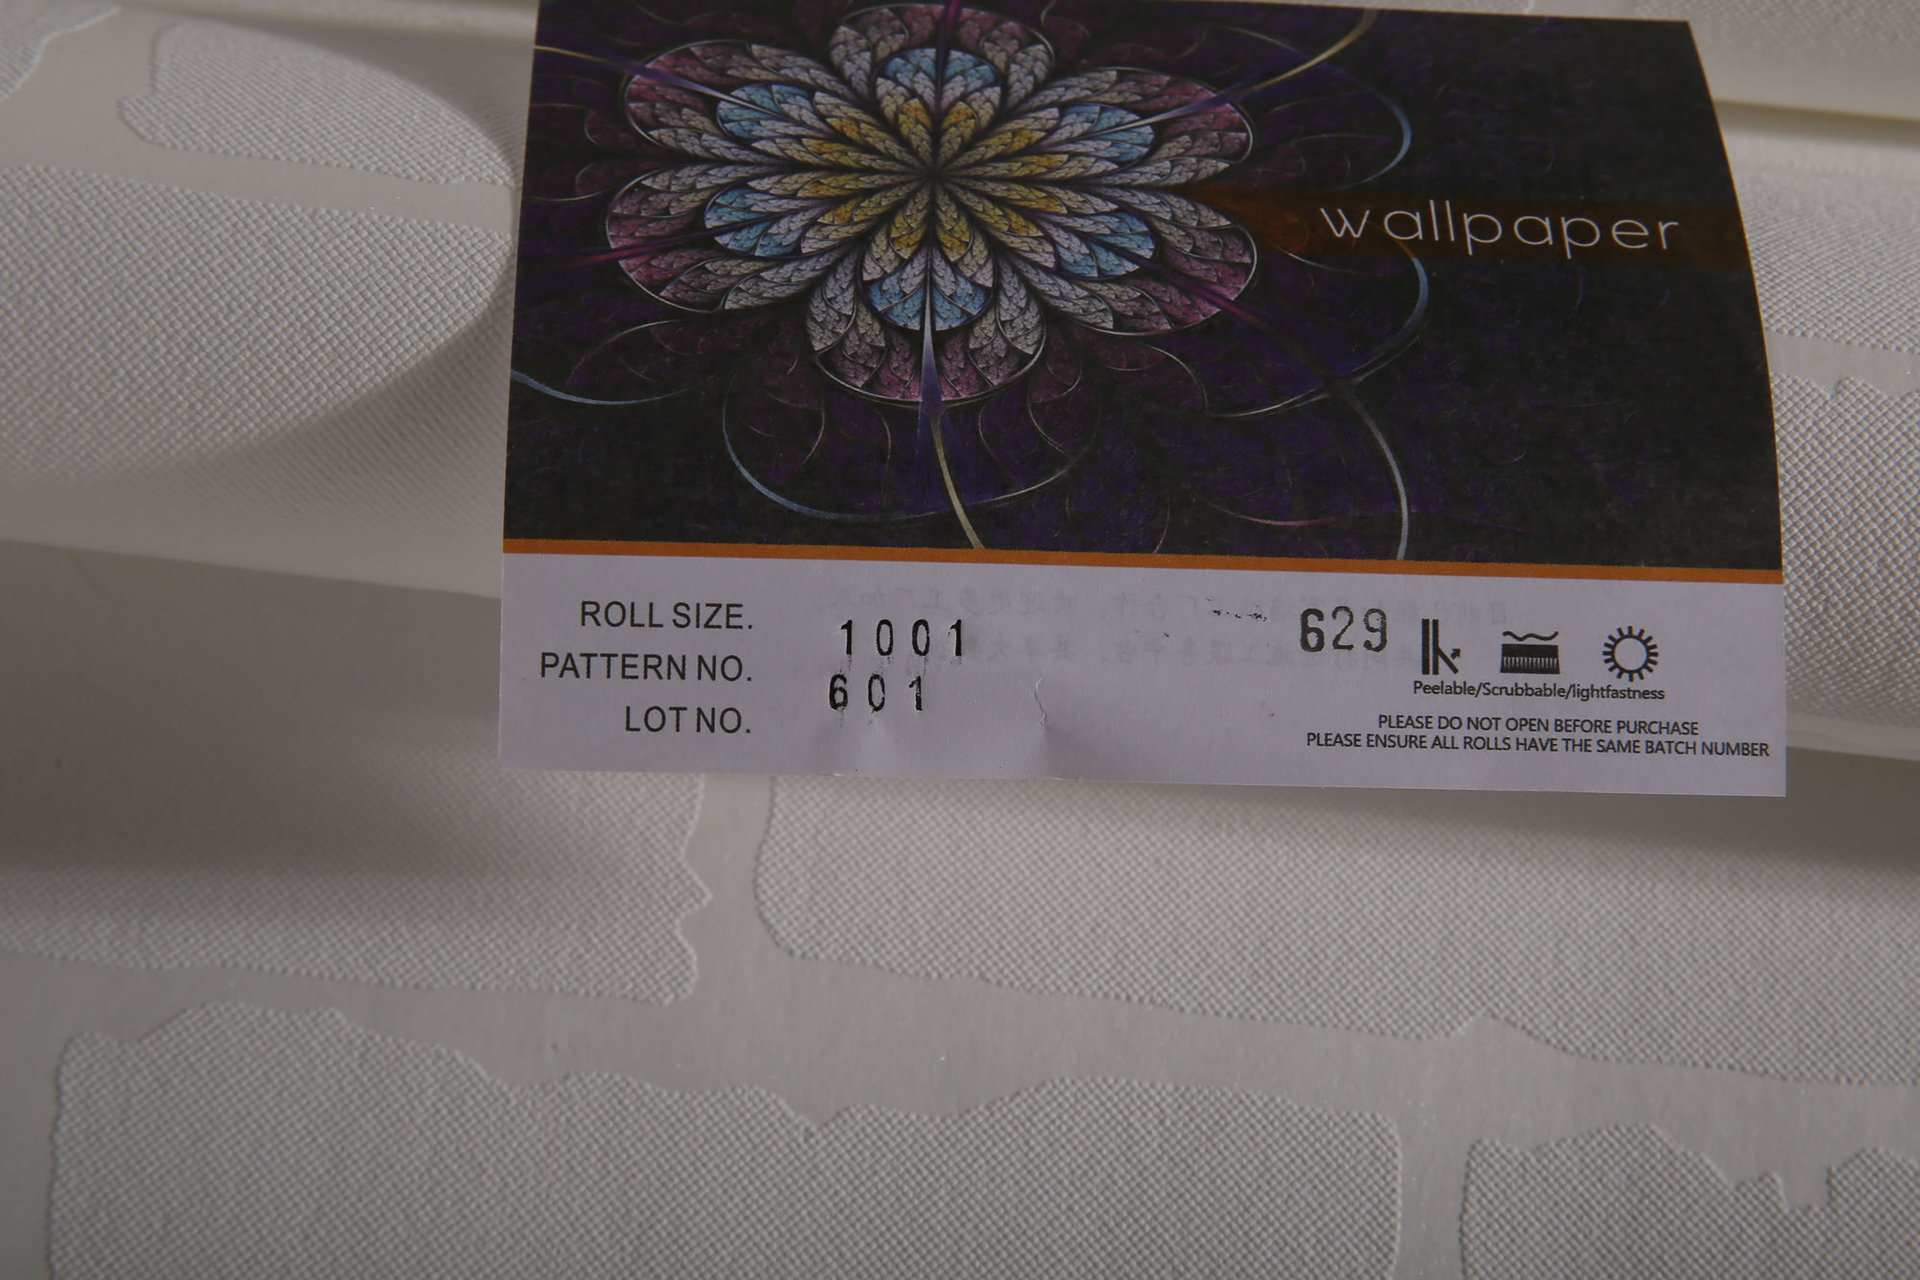 wallpaper
ROLL SIZE.
PATTERN NO.
LOT NO.
1001
601
629
Peelable/Scrubbable/lightfastness
PLEASE DO NOT OPEN BEFORE PURCHASE
PLEASE ENSURE ALL ROLLS HAVE THE SAME BATCH NUMBER